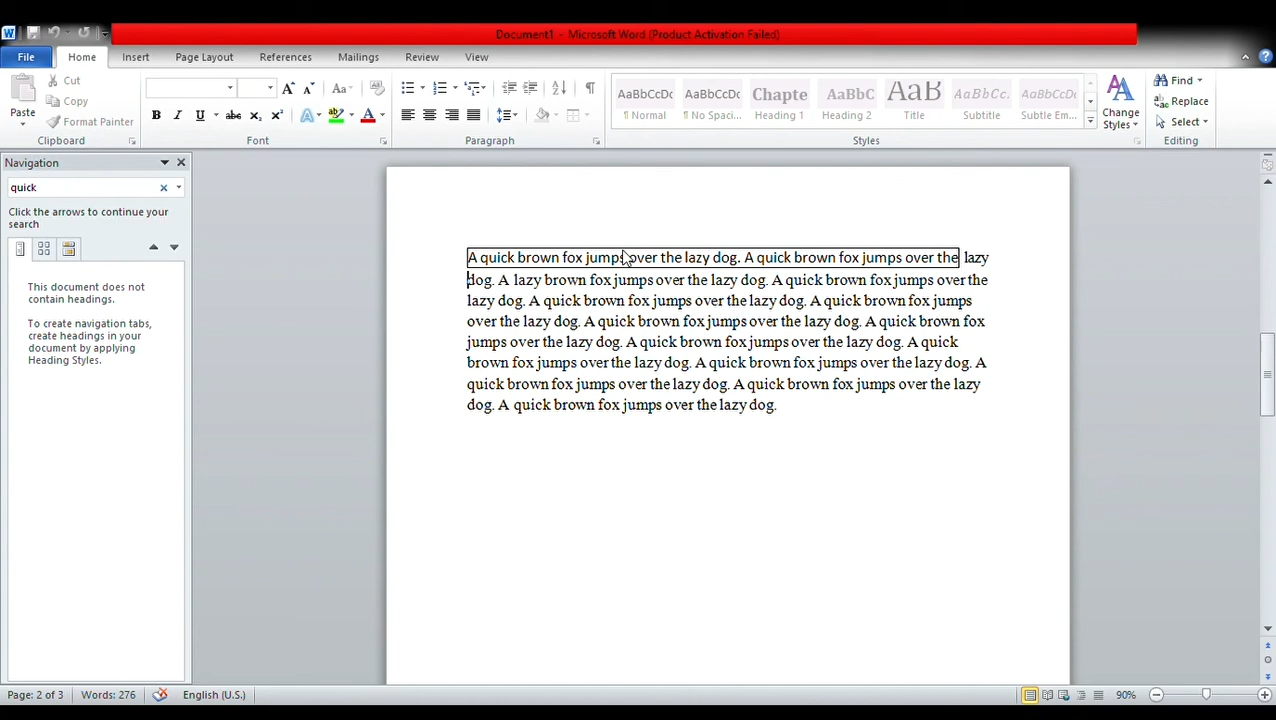 Document1 - Microsoft Word (Product Activation Failed)
File Home Insert Page Layout References Mailings Review View
Paste
Cut
Copy
Format Painter
Clipboard
Font
Paragraph
AaBbCcDc AaBbCcDc Chapte AaBbC AaB AaBbCc. AaBbCcDc
¶ Normal ¶ No Spaci... Heading 1 Heading 2 Title Subtitle Subtle Em...
Styles
Change
Styles
Find
Replace
Select
Editing
Navigation
quick
Click the arrows to continue your
search
This document does not
contain headings.
To create navigation tabs,
create headings in your
document by applying
Heading Styles.
A quick brown fox jumps over the lazy dog. A quick brown fox jumps over the lazy
dog. A lazy brown fox jumps over the lazy dog. A quick brown fox jumps over the
lazy dog. A quick brown fox jumps over the lazy dog. A quick brown fox jumps
over the lazy dog. A quick brown fox jumps over the lazy dog. A quick brown fox
jumps over the lazy dog. A quick brown fox jumps over the lazy dog. A quick
brown fox jumps over the lazy dog. A quick brown fox jumps over the lazy dog. A
quick brown fox jumps over the lazy dog. A quick brown fox jumps over the lazy
dog. A quick brown fox jumps over the lazy dog.
Page: 2 of 3 Words: 276 English (U.S.) 90%